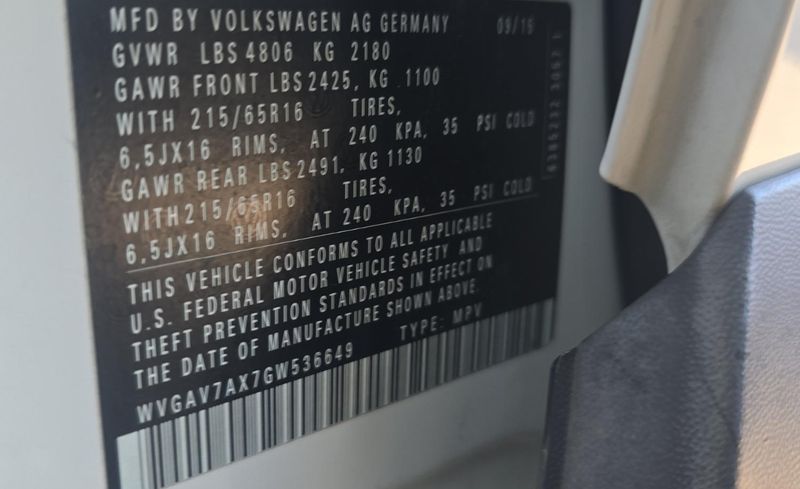 MFD BY VOLKSWAGEN AG GERMANY 09/16
GVWR LBS 4806 KG 2180
GAWR FRONT LBS 2425, KG 1100
WITH 215/65R16 TIRES,
6,5JX16 RIMS, AT 240 KPA, 35 PSI COLD
GAWR REAR LBS 2491, KG 1130
WITH 215/65R16 TIRES,
6,5JX16 RIMS, AT 240 KPA, 35 PSI COLD
THIS VEHICLE CONFORMS TO ALL APPLICABLE
U.S. FEDERAL MOTOR VEHICLE SAFETY AND
THEFT PREVENTION STANDARDS IN EFFECT ON
THE DATE OF MANUFACTURE SHOWN ABOVE.
WVGAV7AX7GW536649 TYPE: MPV